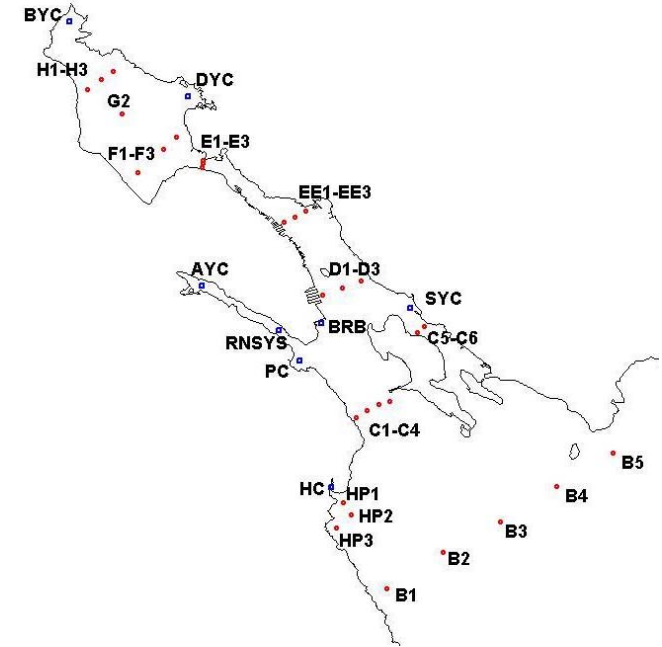 BYC
H1-H3
DYC
G2
E1-E3
F1-F3
EE1-EE3
AYC
D1-D3
SYC
BRB
RNSYS
C5-C6
PC
C1-C4
B5
HC
HP1
B4
HP2
B3
HP3
B2
B1